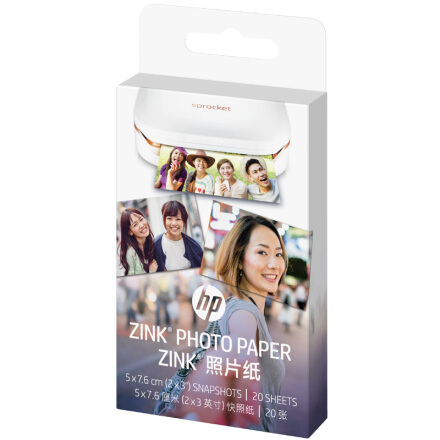 sprocket
hp
ZINK® PHOTO PAPER
ZINK® 照片纸
5 x 7.6 cm (2 x 3") SNAPSHOTS | 20 SHEETS
5 x 7.6 厘米 (2 x 3 英寸) 快照纸 | 20 张